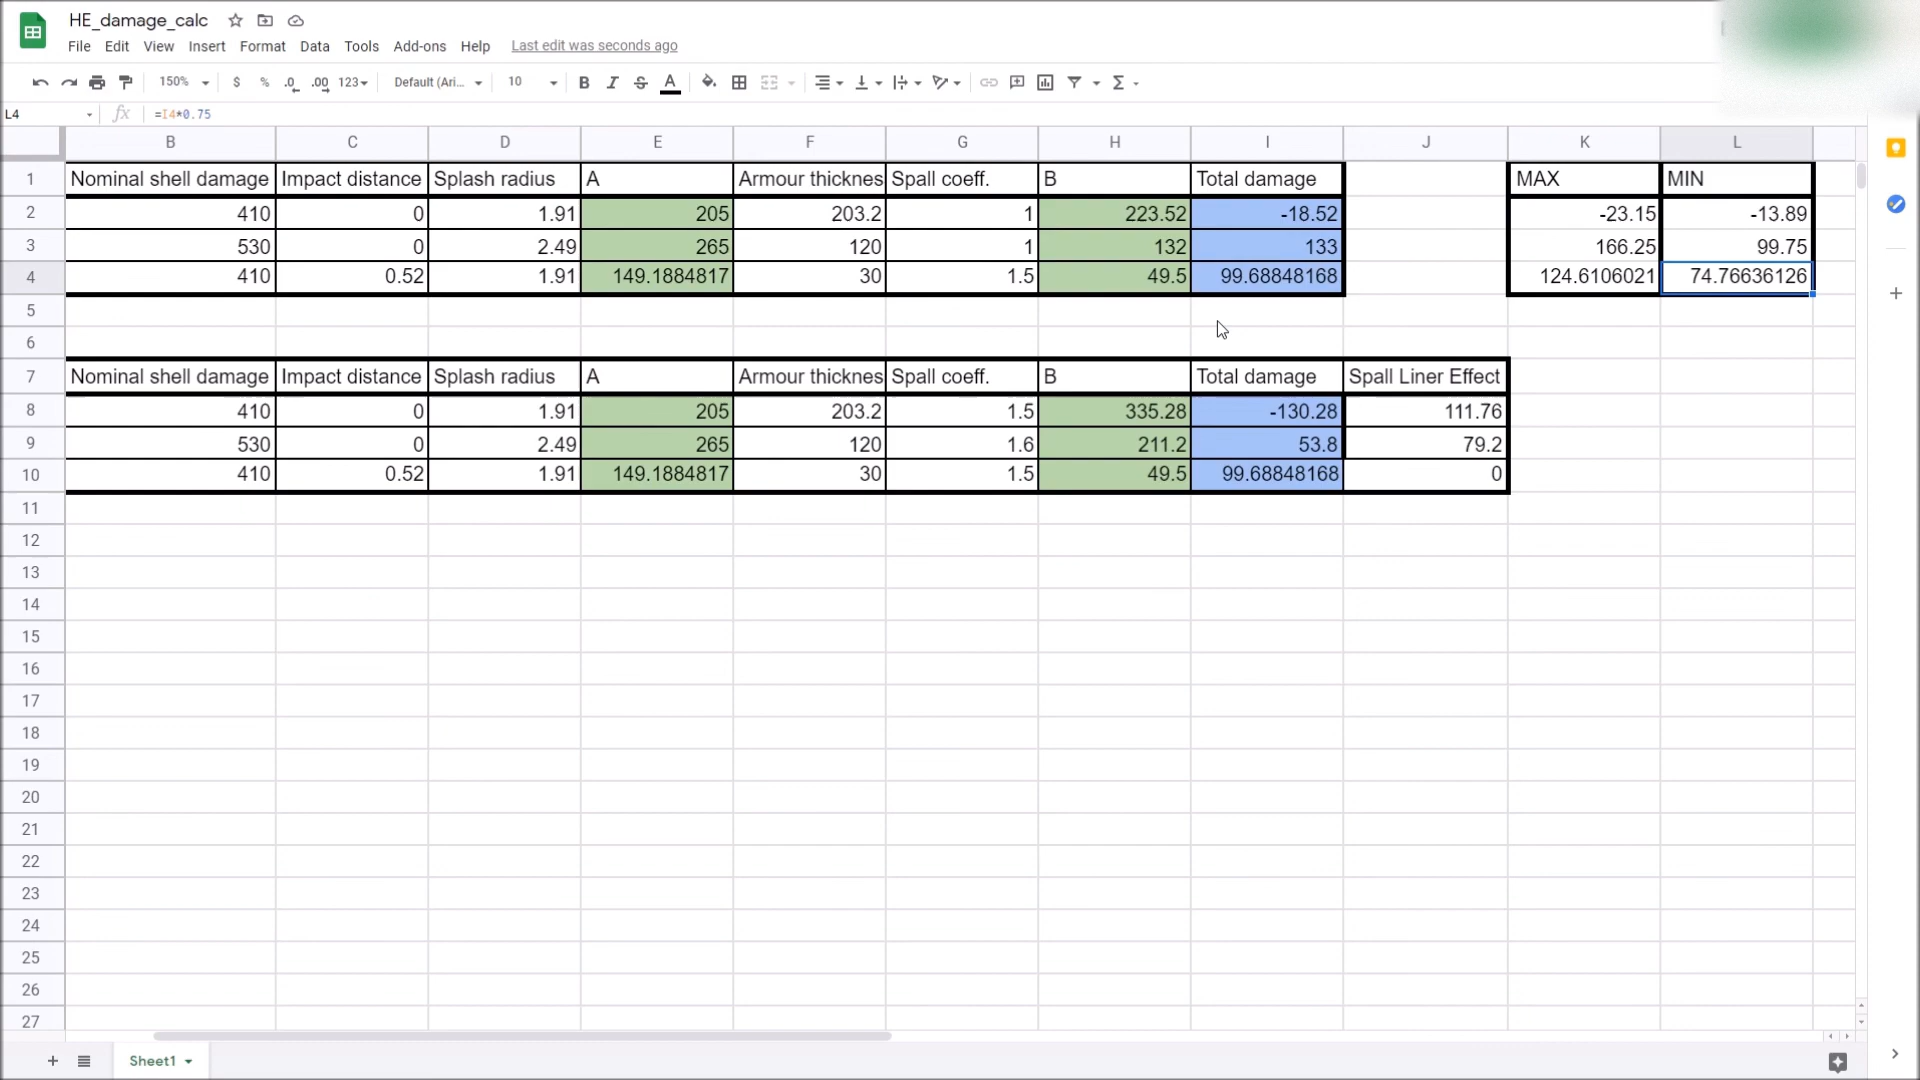 HE_damage_calc
File Edit View Insert Format Data Tools Add-ons Help Last edit was seconds ago
150% $ % .0 .00 123 Default (Ari... 10 B I S A Σ
L4 fx =I4*0.75
B C D E F G H I J K L
1 Nominal shell damage Impact distance Splash radius A Armour thicknes Spall coeff. B Total damage MAX MIN
2 410 0 1.91 205 203.2 1 223.52 -18.52 -23.15 -13.89
3 530 0 2.49 265 120 1 132 133 166.25 99.75
4 410 0.52 1.91 149.1884817 30 1.5 49.5 99.68848168 124.6106021 74.76636126
5
6
7 Nominal shell damage Impact distance Splash radius A Armour thicknes Spall coeff. B Total damage Spall Liner Effect
8 410 0 1.91 205 203.2 1.5 335.28 -130.28 111.76
9 530 0 2.49 265 120 1.6 211.2 53.8 79.2
10 410 0.52 1.91 149.1884817 30 1.5 49.5 99.68848168 0
11
12
13
14
15
16
17
18
19
20
21
22
23
24
25
26
27
Sheet1